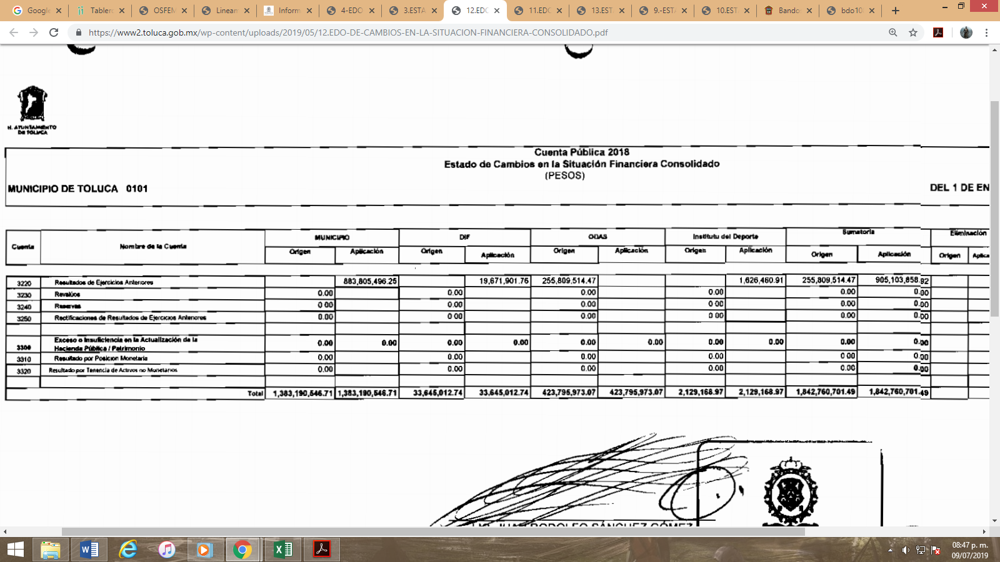 Google
Tablero
OSFEM
Lineam
Inform
4-EDO
3.ESTA
12.EDO
11.EDO
13.EST
9.-EST
10.EST
Bando
bdo10
https://www2.toluca.gob.mx/wp-content/uploads/2019/05/12.EDO-DE-CAMBIOS-EN-LA-SITUACION-FINANCIERA-CONSOLIDADO.pdf
H. AYUNTAMIENTO
DE TOLUCA
Cuenta Pública 2018
Estado de Cambios en la Situación Financiera Consolidado
(PESOS)
MUNICIPIO DE TOLUCA 0101 DEL 1 DE EN
Cuenta Nombre de la Cuenta MUNICIPIO DIF ODAS Institutu del Deporte Sumatoria Eliminación
Origen Aplicación Origen Aplicación Origen Aplicación Origen Aplicación Origen Aplicación Origen Aplica
3220 Resultados de Ejercicios Anteriores 883,805,496.25 19,671,901.76 255,809,514.47 1,626,460.91 255,809,514.47 905,103,858.92
3230 Revalúos 0.00 0.00 0.00 0.00 0.00 0.00
3240 Reservas 0 00 0 00 0.00 0 00 0.00 0.00
3250 Rectificaciones de Resultados de Ejercicios Anteriores 0.00 0 00 0.00 0 00 0.00 0.00
Exceso o Insuficiencia en la Actualización de la
3300 Hacienda Pública / Patrimonio 0.00 0.00 0.00 0.00 0.00 0.00 0.00 0.00 0.00 0.00
3310 Resultado por Posicion Monetaria 0.00 0.00 0.00 0.00 0 00 0.00
3320 Resultado por Tenencia de Activos no Monetarios 0.00 0.00 0.00 0.00 0.00 0.00
Total 1,383,190,546.71 1,383,190,546.71 33,645,012.74 33,645,012.74 423,795,973.07 423,795,973.07 2,129,168.97 2,129,168.97 1,842,760,701.49 1,842,760,701.49
RODOLFO SÁNCHEZ GÓMEZ
08:47 p. m.
09/07/2019